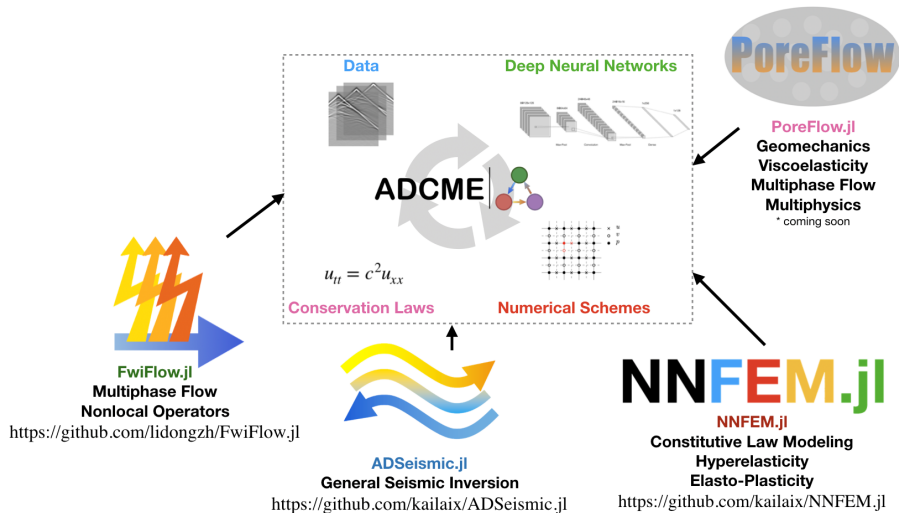 PoreFlow
Data
Deep Neural Networks
ADCME
u_tt = c²u_xx
u
v
p
Conservation Laws
Numerical Schemes
PoreFlow.jl
Geomechanics
Viscoelasticity
Multiphase Flow
Multiphysics
* coming soon
FwiFlow.jl
Multiphase Flow
Nonlocal Operators
https://github.com/lidongzh/FwiFlow.jl
ADSeismic.jl
General Seismic Inversion
https://github.com/kailaix/ADSeismic.jl
NNFEM.jl
NNFEM.jl
Constitutive Law Modeling
Hyperelasticity
Elasto-Plasticity
https://github.com/kailaix/NNFEM.jl